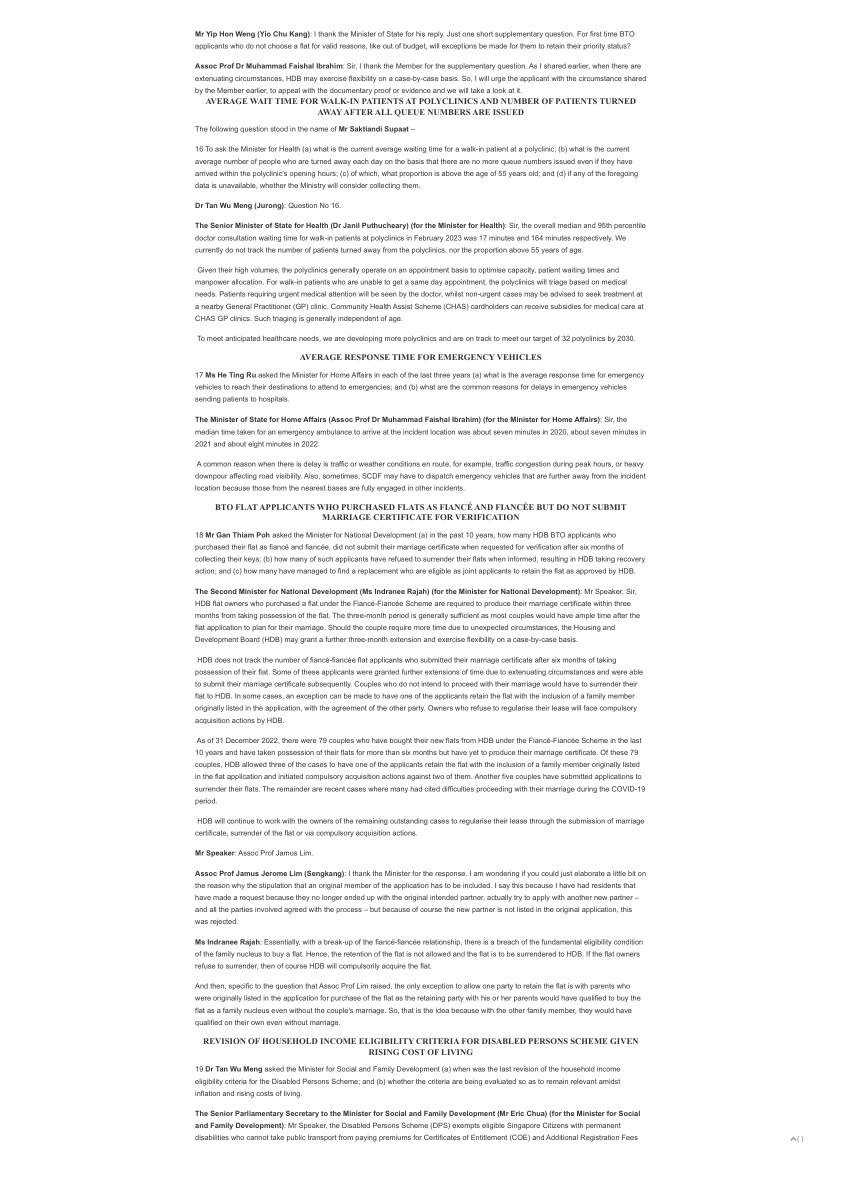 Mr Yip Hon Weng (Yio Chu Kang): I thank the Minister of State for his reply. Just one short supplementary question. For first time BTO
applicants who do not choose a flat for valid reasons, like out of budget, will exceptions be made for them to retain their priority status?
Assoc Prof Dr Muhammad Faishal Ibrahim: Sir, I thank the Member for the supplementary question. As I shared earlier, when there are
extenuating circumstances, HDB may exercise flexibility on a case-by-case basis. So, I will urge the applicant with the circumstance shared
by the Member earlier, to appeal with the documentary proof or evidence and we will take a look at it.
AVERAGE WAIT TIME FOR WALK-IN PATIENTS AT POLYCLINICS AND NUMBER OF PATIENTS TURNED
AWAY AFTER ALL QUEUE NUMBERS ARE ISSUED
The following question stood in the name of Mr Saktiandi Supaat –
16 To ask the Minister for Health (a) what is the current average waiting time for a walk-in patient at a polyclinic; (b) what is the current
average number of people who are turned away each day on the basis that there are no more queue numbers issued even if they have
arrived within the polyclinic's opening hours; (c) of which, what proportion is above the age of 55 years old; and (d) if any of the foregoing
data is unavailable, whether the Ministry will consider collecting them.
Dr Tan Wu Meng (Jurong): Question No 16.
The Senior Minister of State for Health (Dr Janil Puthucheary) (for the Minister for Health): Sir, the overall median and 95th percentile
doctor consultation waiting time for walk-in patients at polyclinics in February 2023 was 17 minutes and 164 minutes respectively. We
currently do not track the number of patients turned away from the polyclinics, nor the proportion above 55 years of age.
Given their high volumes, the polyclinics generally operate on an appointment basis to optimise capacity, patient waiting times and
manpower allocation. For walk-in patients who are unable to get a same day appointment, the polyclinics will triage based on medical
needs. Patients requiring urgent medical attention will be seen by the doctor, whilst non-urgent cases may be advised to seek treatment at
a nearby General Practitioner (GP) clinic. Community Health Assist Scheme (CHAS) cardholders can receive subsidies for medical care at
CHAS GP clinics. Such triaging is generally independent of age.
To meet anticipated healthcare needs, we are developing more polyclinics and are on track to meet our target of 32 polyclinics by 2030.
AVERAGE RESPONSE TIME FOR EMERGENCY VEHICLES
17 Ms He Ting Ru asked the Minister for Home Affairs in each of the last three years (a) what is the average response time for emergency
vehicles to reach their destinations to attend to emergencies; and (b) what are the common reasons for delays in emergency vehicles
sending patients to hospitals.
The Minister of State for Home Affairs (Assoc Prof Dr Muhammad Faishal Ibrahim) (for the Minister for Home Affairs): Sir, the
median time taken for an emergency ambulance to arrive at the incident location was about seven minutes in 2020, about seven minutes in
2021 and about eight minutes in 2022.
A common reason when there is delay is traffic or weather conditions en route, for example, traffic congestion during peak hours, or heavy
downpour affecting road visibility. Also, sometimes, SCDF may have to dispatch emergency vehicles that are further away from the incident
location because those from the nearest bases are fully engaged in other incidents.
BTO FLAT APPLICANTS WHO PURCHASED FLATS AS FIANCÉ AND FIANCÉE BUT DO NOT SUBMIT
MARRIAGE CERTIFICATE FOR VERIFICATION
18 Mr Gan Thiam Poh asked the Minister for National Development (a) in the past 10 years, how many HDB BTO applicants who
purchased their flat as fiancé and fiancée, did not submit their marriage certificate when requested for verification after six months of
collecting their keys; (b) how many of such applicants have refused to surrender their flats when informed, resulting in HDB taking recovery
action; and (c) how many have managed to find a replacement who are eligible as joint applicants to retain the flat as approved by HDB.
The Second Minister for National Development (Ms Indranee Rajah) (for the Minister for National Development): Mr Speaker, Sir,
HDB flat owners who purchased a flat under the Fiancé-Fiancée Scheme are required to produce their marriage certificate within three
months from taking possession of the flat. The three-month period is generally sufficient as most couples would have ample time after the
flat application to plan for their marriage. Should the couple require more time due to unexpected circumstances, the Housing and
Development Board (HDB) may grant a further three-month extension and exercise flexibility on a case-by-case basis.
HDB does not track the number of fiancé-fiancée flat applicants who submitted their marriage certificate after six months of taking
possession of their flat. Some of these applicants were granted further extensions of time due to extenuating circumstances and were able
to submit their marriage certificate subsequently. Couples who do not intend to proceed with their marriage would have to surrender their
flat to HDB. In some cases, an exception can be made to have one of the applicants retain the flat with the inclusion of a family member
originally listed in the application, with the agreement of the other party. Owners who refuse to regularise their lease will face compulsory
acquisition actions by HDB.
As of 31 December 2022, there were 79 couples who have bought their new flats from HDB under the Fiancé-Fiancée Scheme in the last
10 years and have taken possession of their flats for more than six months but have yet to produce their marriage certificate. Of these 79
couples, HDB allowed three of the cases to have one of the applicants retain the flat with the inclusion of a family member originally listed
in the flat application and initiated compulsory acquisition actions against two of them. Another five couples have submitted applications to
surrender their flats. The remainder are recent cases where many had cited difficulties proceeding with their marriage during the COVID-19
period.
HDB will continue to work with the owners of the remaining outstanding cases to regularise their lease through the submission of marriage
certificate, surrender of the flat or via compulsory acquisition actions.
Mr Speaker: Assoc Prof Jamus Lim.
Assoc Prof Jamus Jerome Lim (Sengkang): I thank the Minister for the response. I am wondering if you could just elaborate a little bit on
the reason why the stipulation that an original member of the application has to be included. I say this because I have had residents that
have made a request because they no longer ended up with the original intended partner, actually try to apply with another new partner –
and all the parties involved agreed with the process – but because of course the new partner is not listed in the original application, this
was rejected.
Ms Indranee Rajah: Essentially, with a break-up of the fiancé-fiancée relationship, there is a breach of the fundamental eligibility condition
of the family nucleus to buy a flat. Hence, the retention of the flat is not allowed and the flat is to be surrendered to HDB. If the flat owners
refuse to surrender, then of course HDB will compulsorily acquire the flat.
And then, specific to the question that Assoc Prof Lim raised, the only exception to allow one party to retain the flat is with parents who
were originally listed in the application for purchase of the flat as the retaining party with his or her parents would have qualified to buy the
flat as a family nucleus even without the couple's marriage. So, that is the idea because with the other family member, they would have
qualified on their own even without marriage.
REVISION OF HOUSEHOLD INCOME ELIGIBILITY CRITERIA FOR DISABLED PERSONS SCHEME GIVEN
RISING COST OF LIVING
19 Dr Tan Wu Meng asked the Minister for Social and Family Development (a) when was the last revision of the household income
eligibility criteria for the Disabled Persons Scheme; and (b) whether the criteria are being evaluated so as to remain relevant amidst
inflation and rising costs of living.
The Senior Parliamentary Secretary to the Minister for Social and Family Development (Mr Eric Chua) (for the Minister for Social
and Family Development): Mr Speaker, the Disabled Persons Scheme (DPS) exempts eligible Singapore Citizens with permanent
disabilities who cannot take public transport from paying premiums for Certificates of Entitlement (COE) and Additional Registration Fees
( )